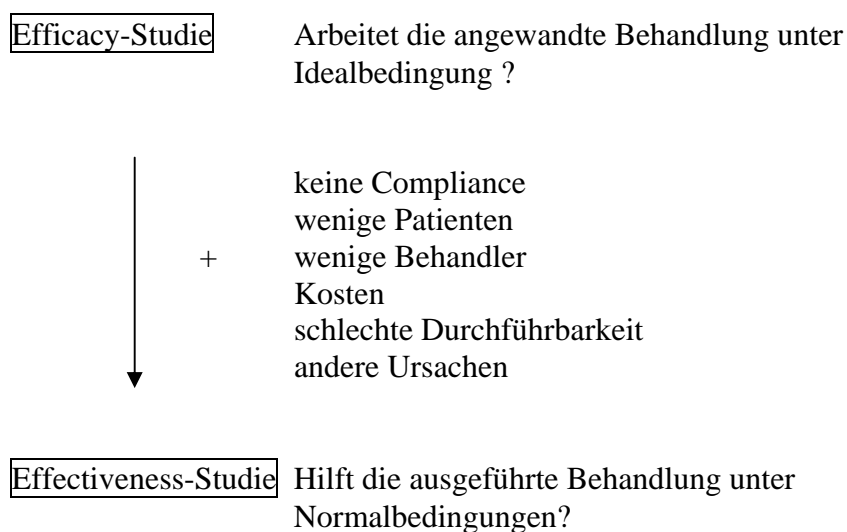 Efficacy-Studie Arbeitet die angewandte Behandlung unter
Idealbedingung ?
keine Compliance
wenige Patienten
+ wenige Behandler
Kosten
schlechte Durchführbarkeit
andere Ursachen
Effectiveness-Studie Hilft die ausgeführte Behandlung unter
Normalbedingungen?